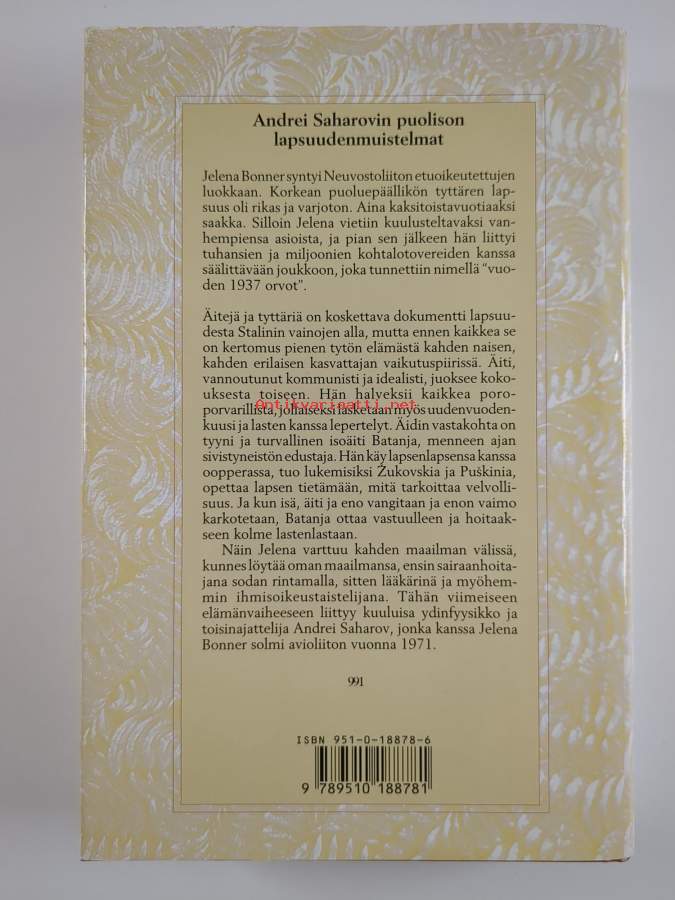 Andrei Saharovin puolison
lapsuudenmuistelmat
Jelena Bonner syntyi Neuvostoliiton etuoikeutettujen
luokkaan. Korkean puoluepäällikön tyttären lap-
suus oli rikas ja varjoton. Aina kaksitoistavuotiaaksi
saakka. Silloin Jelena vietiin kuulusteltavaksi van-
hempiensa asioista, ja pian sen jälkeen hän liittyi
tuhansien ja miljoonien kohtalotovereiden kanssa
säälittävään joukkoon, joka tunnettiin nimellä "vuo-
den 1937 orvot".
Äitejä ja tyttäriä on koskettava dokumentti lapsuu-
desta Stalinin vainojen alla, mutta ennen kaikkea se
on kertomus pienen tytön elämästä kahden naisen,
kahden erilaisen kasvattajan vaikutuspiirissä. Äiti,
vannoutunut kommunisti ja idealisti, juoksee koko-
uksesta toiseen. Hän halveksii kaikkea poro-
Antikvariaatti.net
porvarillista, jollaiseksi lasketaan myös uudenvuoden-
kuusi ja lasten kanssa lepertelyt. Äidin vastakohta on
tyyni ja turvallinen isoäiti Batanja, menneen ajan
sivistyneistön edustaja. Hän käy lapsenlapsensa kanssa
oopperassa, tuo lukemisiksi Žukovskia ja Puškinia,
opettaa lapsen tietämään, mitä tarkoittaa velvolli-
suus. Ja kun isä, äiti ja eno vangitaan ja enon vaimo
karkotetaan, Batanja ottaa vastuulleen ja hoitaak-
seen kolme lastenlastaan.
Näin Jelena varttuu kahden maailman välissä,
kunnes löytää oman maailmansa, ensin sairaanhoita-
jana sodan rintamalla, sitten lääkärinä ja myöhem-
min ihmisoikeustaistelijana. Tähän viimeiseen
elämänvaiheeseen liittyy kuuluisa ydinfyysikko ja
toisinajattelija Andrei Saharov, jonka kanssa Jelena
Bonner solmi avioliiton vuonna 1971.
991
ISBN 951-0-18878-6
9 789510 188781